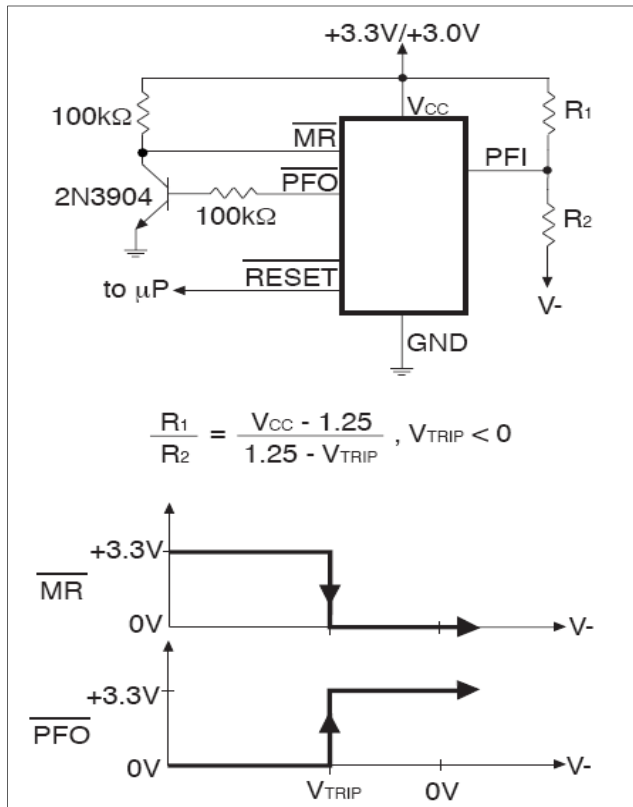 +3.3V/+3.0V
100kΩ
VCC
R1
MR
PFI
PFO
2N3904
100kΩ
R2
RESET
to μP
V-
GND
R1 / R2 = VCC - 1.25 / 1.25 - VTRIP , VTRIP < 0
+3.3V
MR
0V
V-
+3.3V
PFO
0V
V-
VTRIP
0V